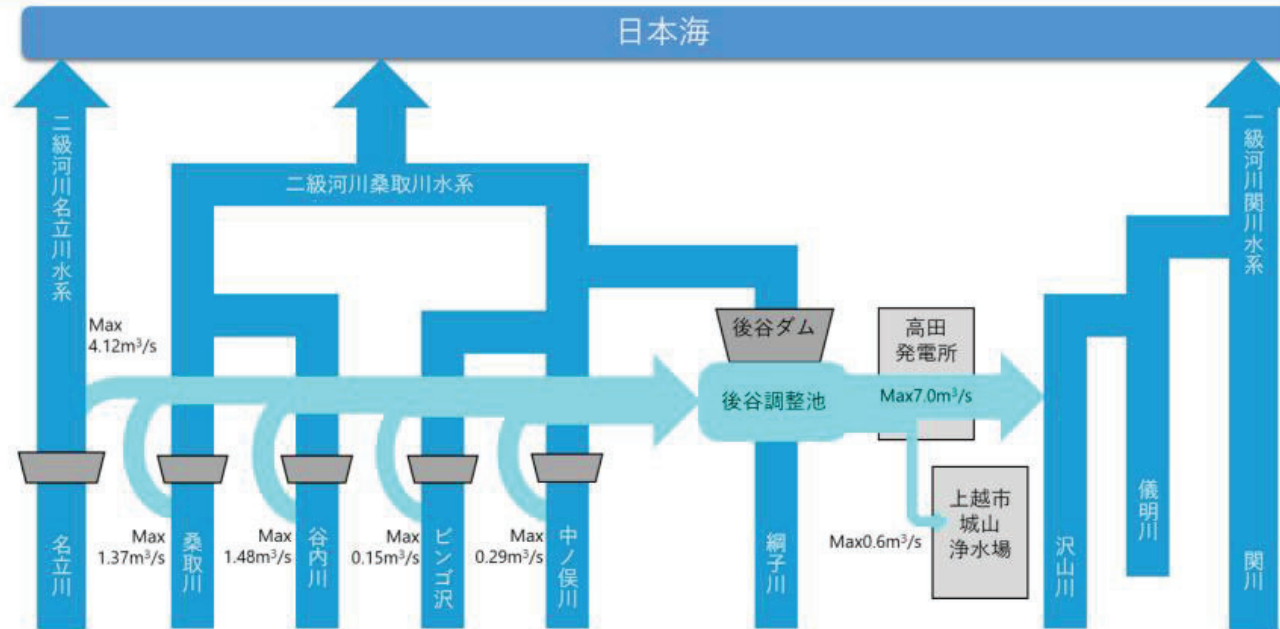 日本海
二級河川名立川水系
二級河川桑取川水系
一級河川関川水系
Max
4.12m³/s
後谷ダム
高田
発電所
後谷調整池
Max7.0m³/s
Max
1.37m³/s
Max
1.48m³/s
Max
0.15m³/s
Max
0.29m³/s
Max0.6m³/s
上越市
城山
浄水場
名立川
桑取川
谷内川
ビンゴ沢
中ノ俣川
綱子川
沢山川
儀明川
関川